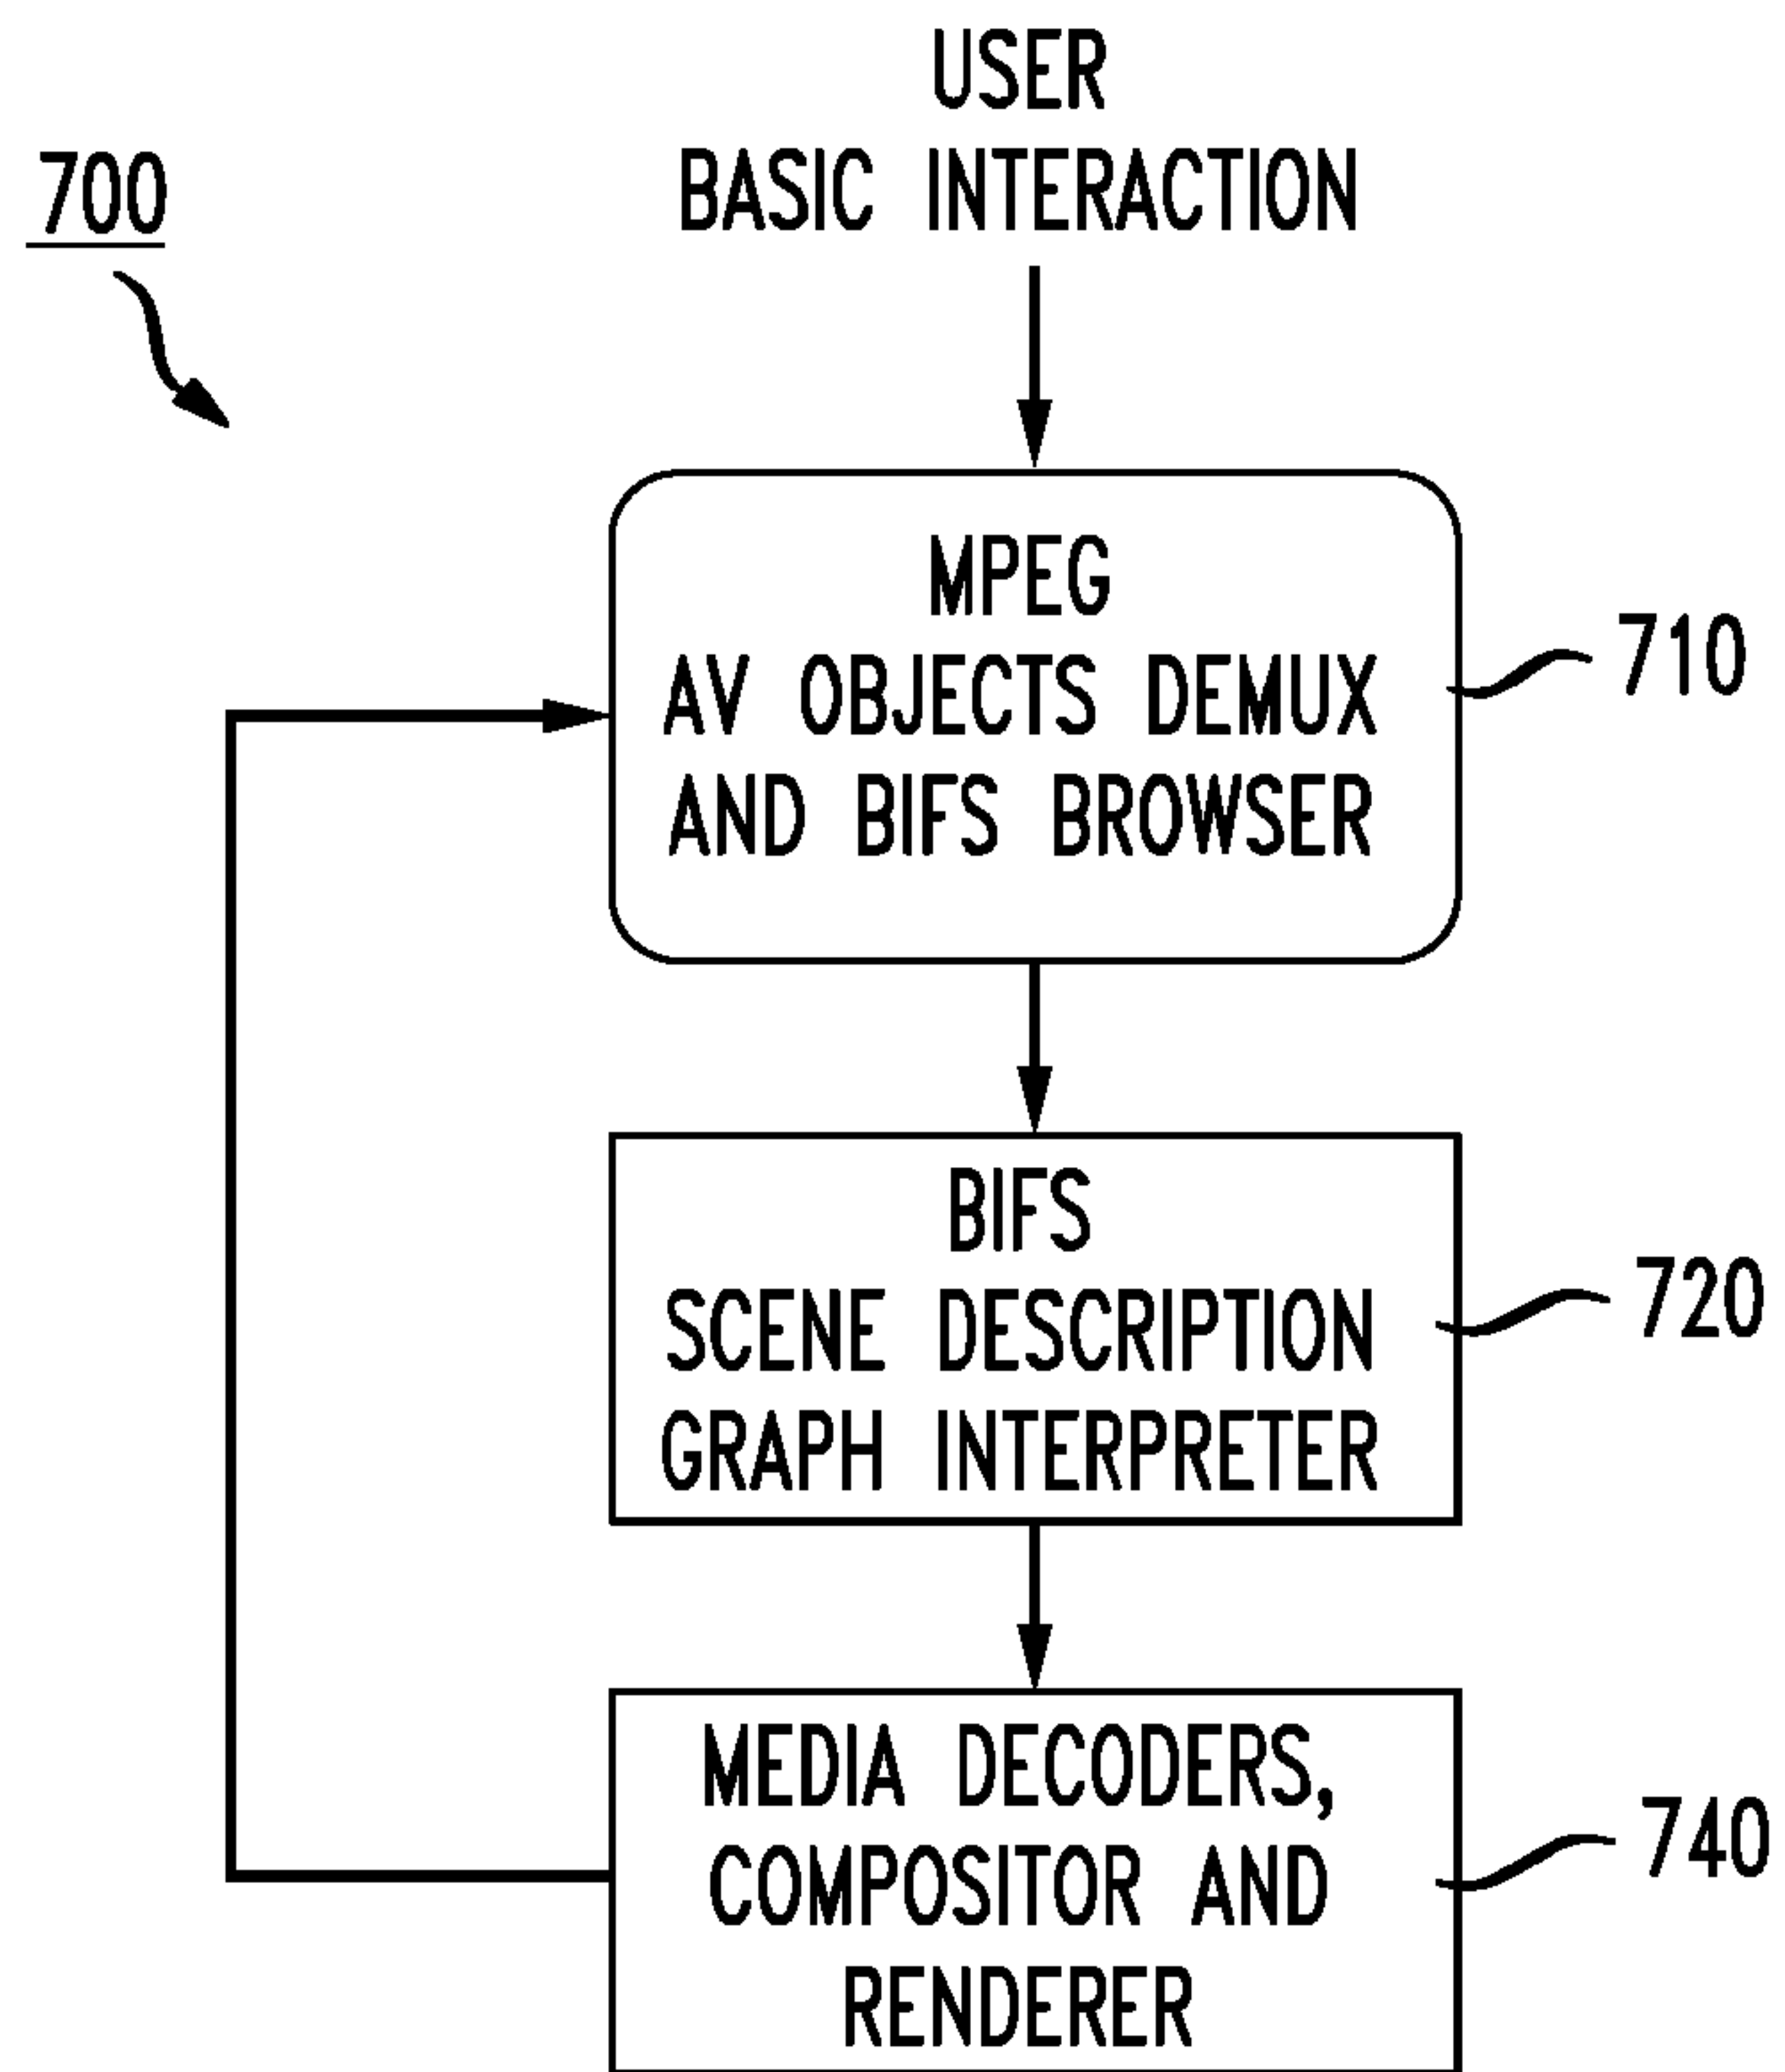 USER
BASIC INTERACTION
700
MPEG
AV OBJECTS DEMUX
AND BIFS BROWSER
710
BIFS
SCENE DESCRIPTION
GRAPH INTERPRETER
720
MEDIA DECODERS,
COMPOSITOR AND
RENDERER
740